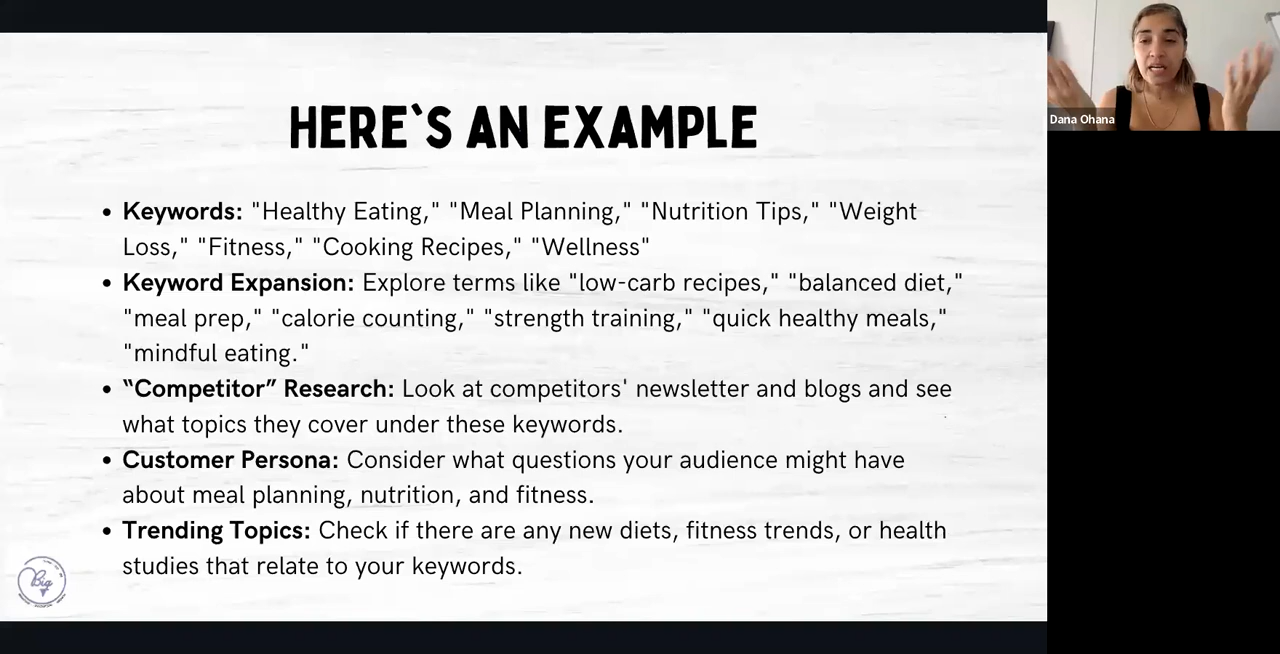 HERE`S AN EXAMPLE
Dana Ohana
• Keywords: "Healthy Eating," "Meal Planning," "Nutrition Tips," "Weight
Loss," "Fitness," "Cooking Recipes," "Wellness"
• Keyword Expansion: Explore terms like "low-carb recipes," "balanced diet,"
"meal prep," "calorie counting," "strength training," "quick healthy meals,"
"mindful eating."
• “Competitor” Research: Look at competitors' newsletter and blogs and see
what topics they cover under these keywords.
• Customer Persona: Consider what questions your audience might have
about meal planning, nutrition, and fitness.
• Trending Topics: Check if there are any new diets, fitness trends, or health
studies that relate to your keywords.
Big